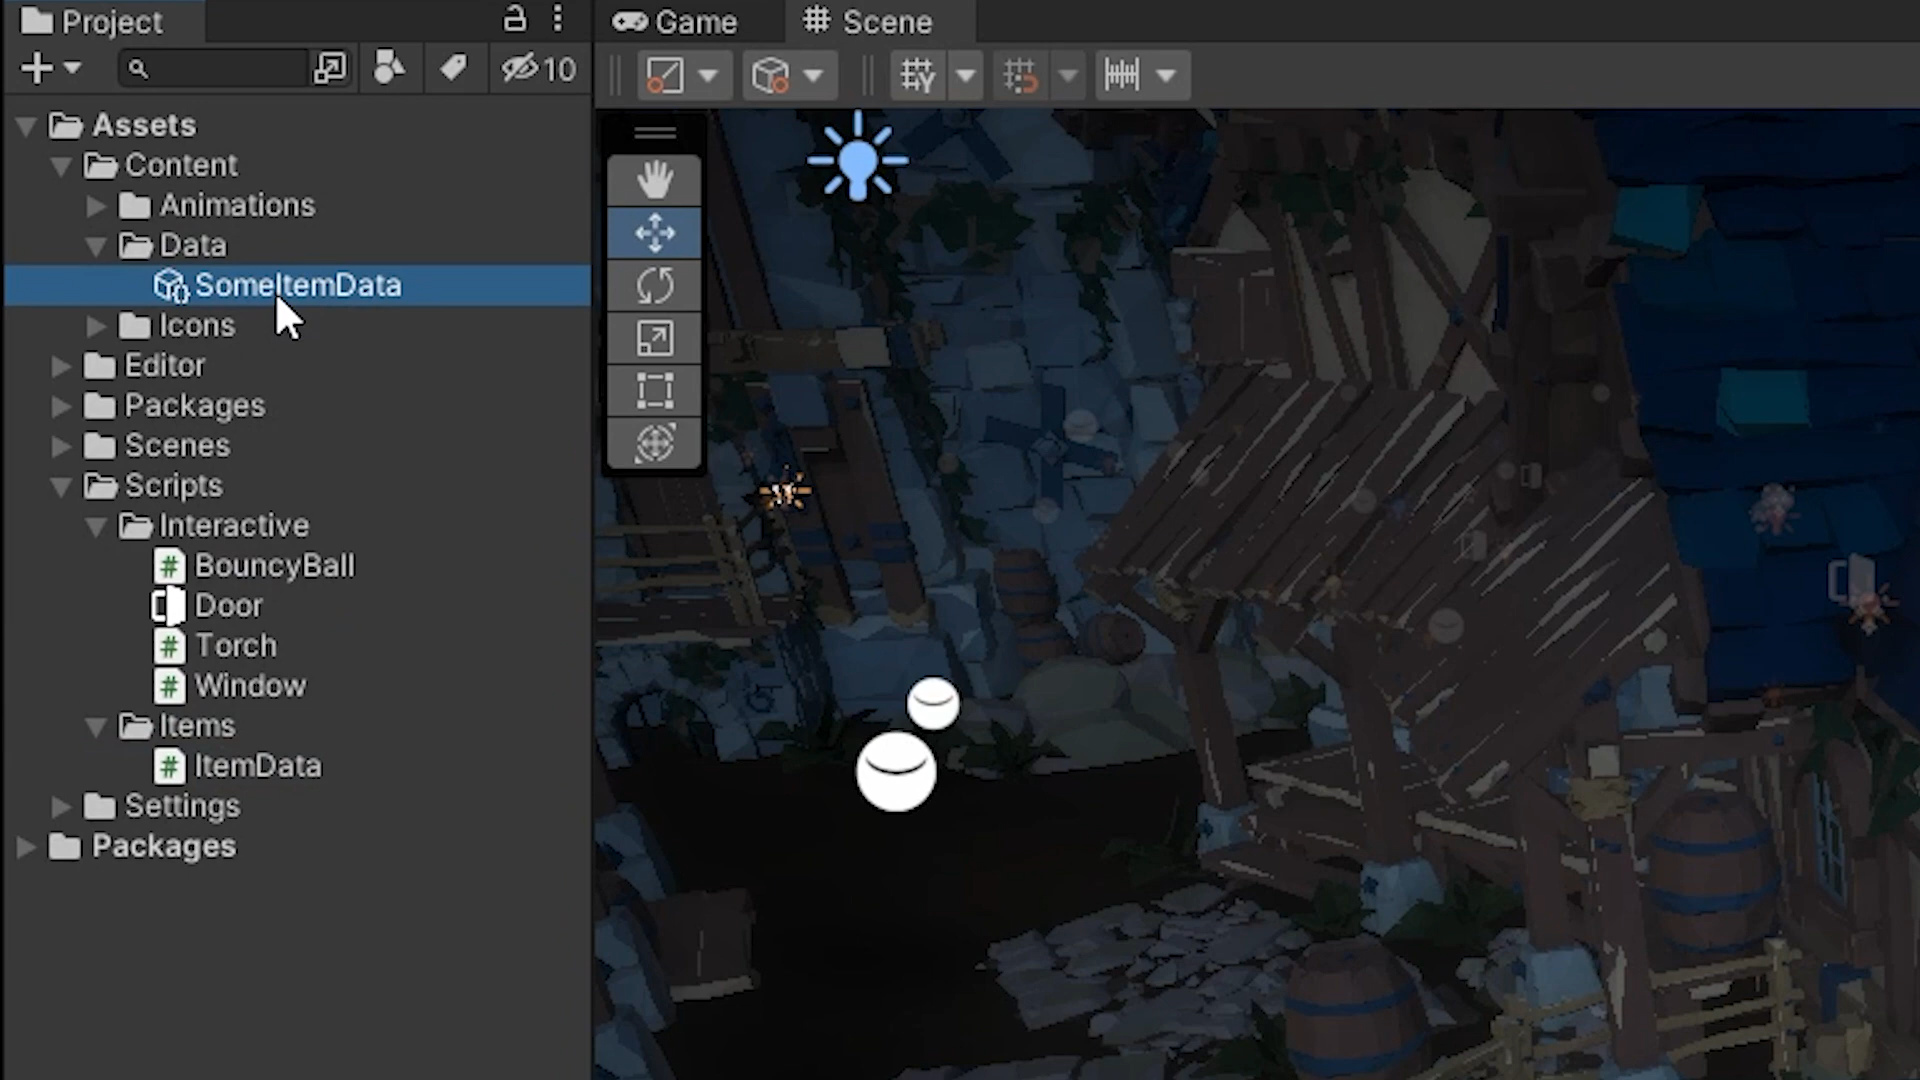 Project
Game
Scene
10
Assets
Content
Animations
Data
SomeItemData
Icons
Editor
Packages
Scenes
Scripts
Interactive
# BouncyBall
Door
# Torch
# Window
Items
# ItemData
Settings
Packages